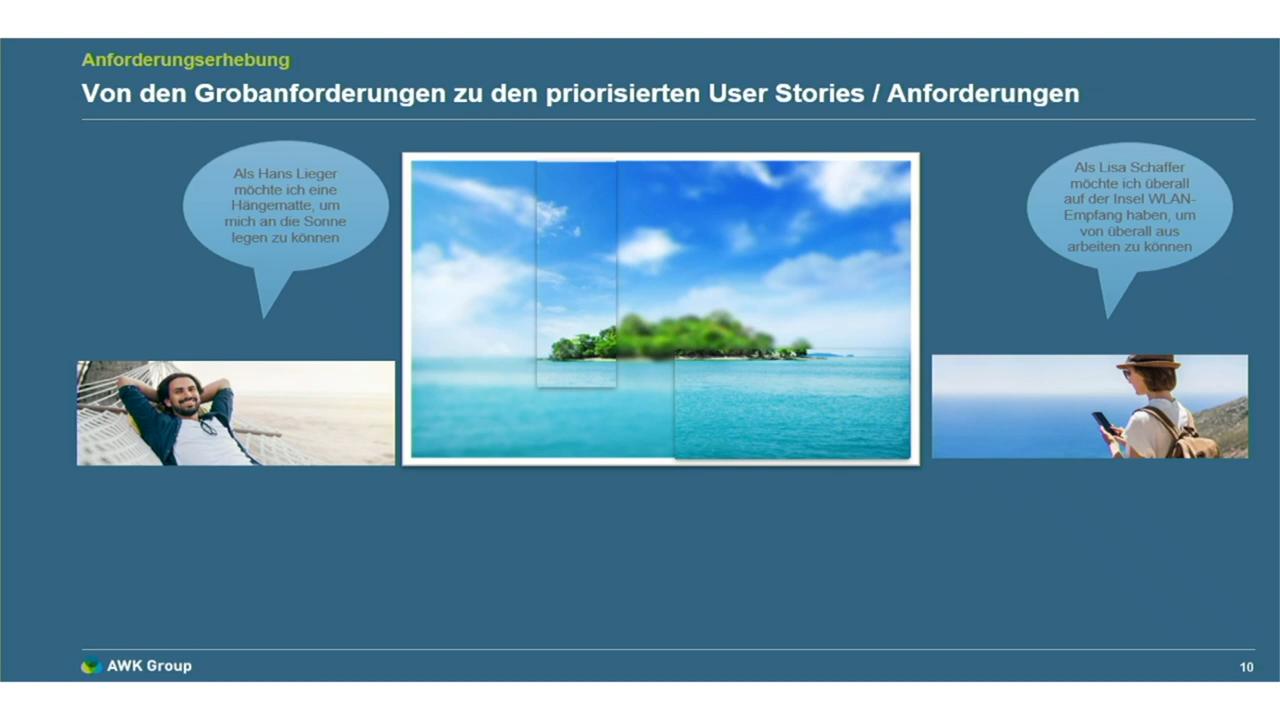 Anforderungserhebung
Von den Grobanforderungen zu den priorisierten User Stories / Anforderungen
Als Hans Lieger
möchte ich eine
Hängematte, um
mich an die Sonne
legen zu können
Als Lisa Schaffer
möchte ich überall
auf der Insel WLAN-
Empfang haben, um
von überall aus
arbeiten zu können
AWK Group
10